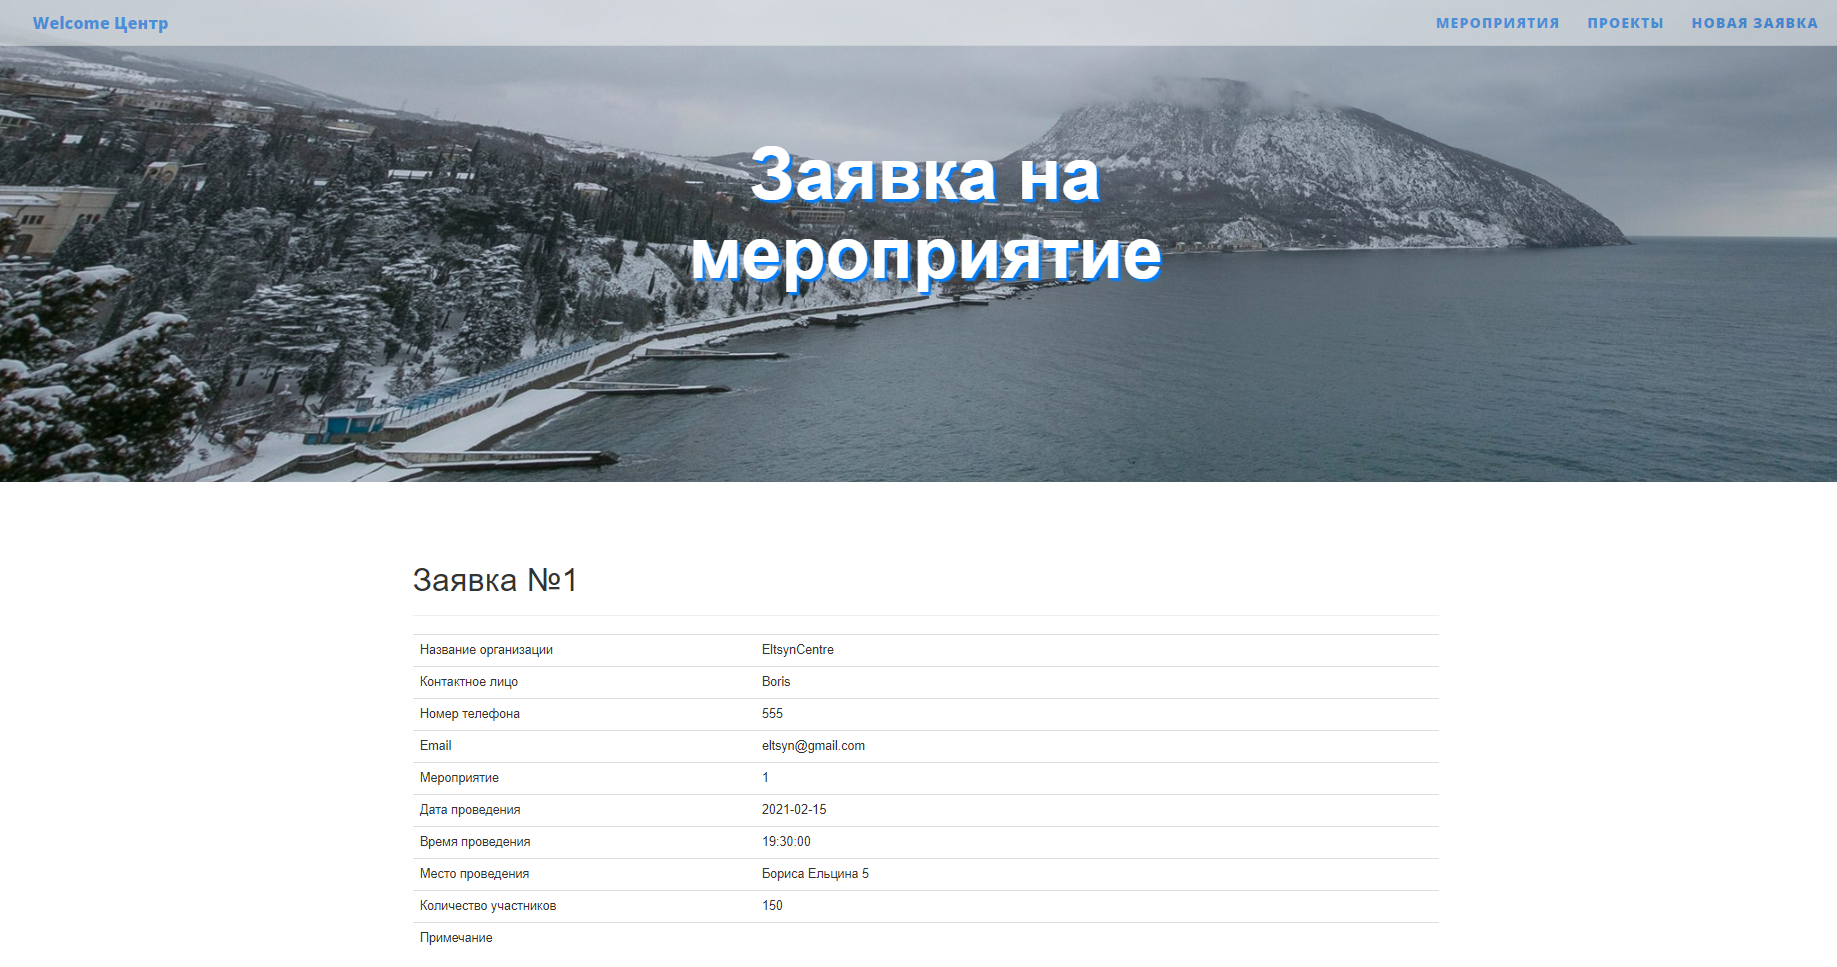 Welcome Центр
МЕРОПРИЯТИЯ ПРОЕКТЫ НОВАЯ ЗАЯВКА
Заявка на
мероприятие
Заявка №1
Название организации EltsynCentre
Контактное лицо Boris
Номер телефона 555
Email eltsyn@gmail.com
Мероприятие 1
Дата проведения 2021-02-15
Время проведения 19:30:00
Место проведения Бориса Ельцина 5
Количество участников 150
Примечание